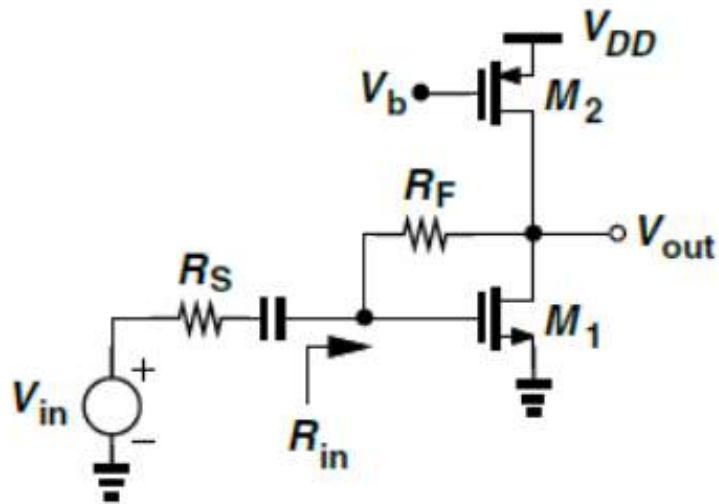 V_DD
V_b
M_2
R_F
V_out
R_S
M_1
+
V_in
−
R_in